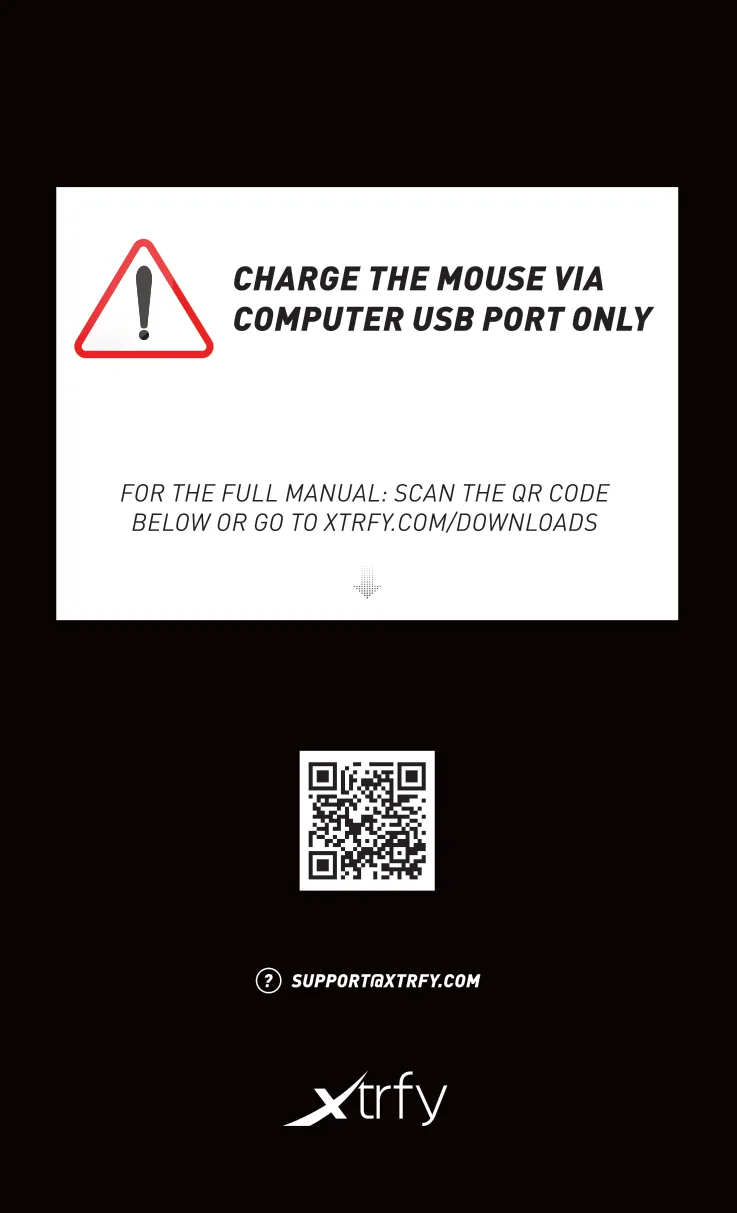 CHARGE THE MOUSE VIA
COMPUTER USB PORT ONLY
FOR THE FULL MANUAL: SCAN THE QR CODE
BELOW OR GO TO XTRFY.COM/DOWNLOADS
? SUPPORT@XTRFY.COM
xtrfy